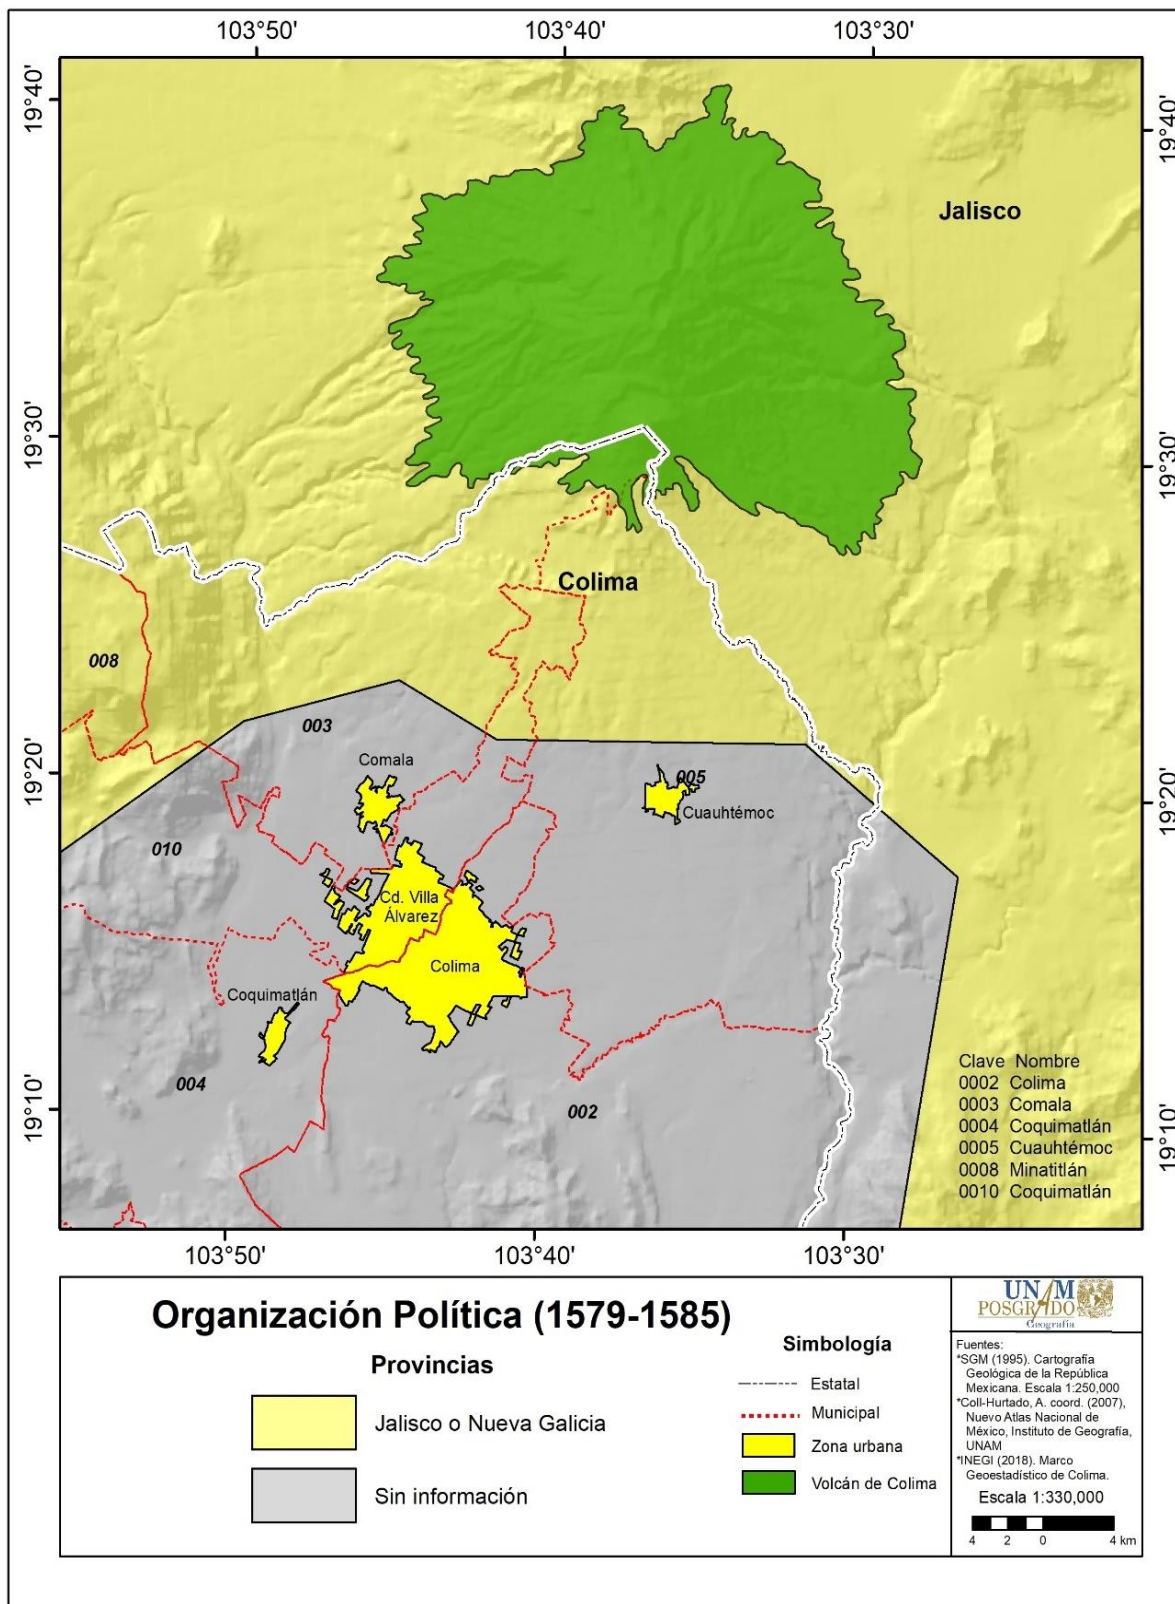 103°50' 103°40' 103°30'
19°40' 19°40'
Jalisco
19°30' 19°30'
Colima
008
003
Comala
19°20' 005 19°20'
Cuauhtémoc
010
Cd. Villa
Álvarez
Colima
Coquimatlán
004
002
19°10' 19°10'
Clave Nombre
0002 Colima
0003 Comala
0004 Coquimatlán
0005 Cuauhtémoc
0008 Minatitlán
0010 Coquimatlán
103°50' 103°40' 103°30'
Organización Política (1579-1585)
Provincias
Jalisco o Nueva Galicia
Sin información
Simbología
Estatal
Municipal
Zona urbana
Volcán de Colima
UNAM
POSGRADO
Geografía
Fuentes:
*SGM (1995). Cartografía
Geológica de la República
Mexicana. Escala 1:250,000
*Coll-Hurtado, A. coord. (2007),
Nuevo Atlas Nacional de
México, Instituto de Geografía,
UNAM
*INEGI (2018). Marco
Geoestadístico de Colima.
Escala 1:330,000
4 2 0 4 km